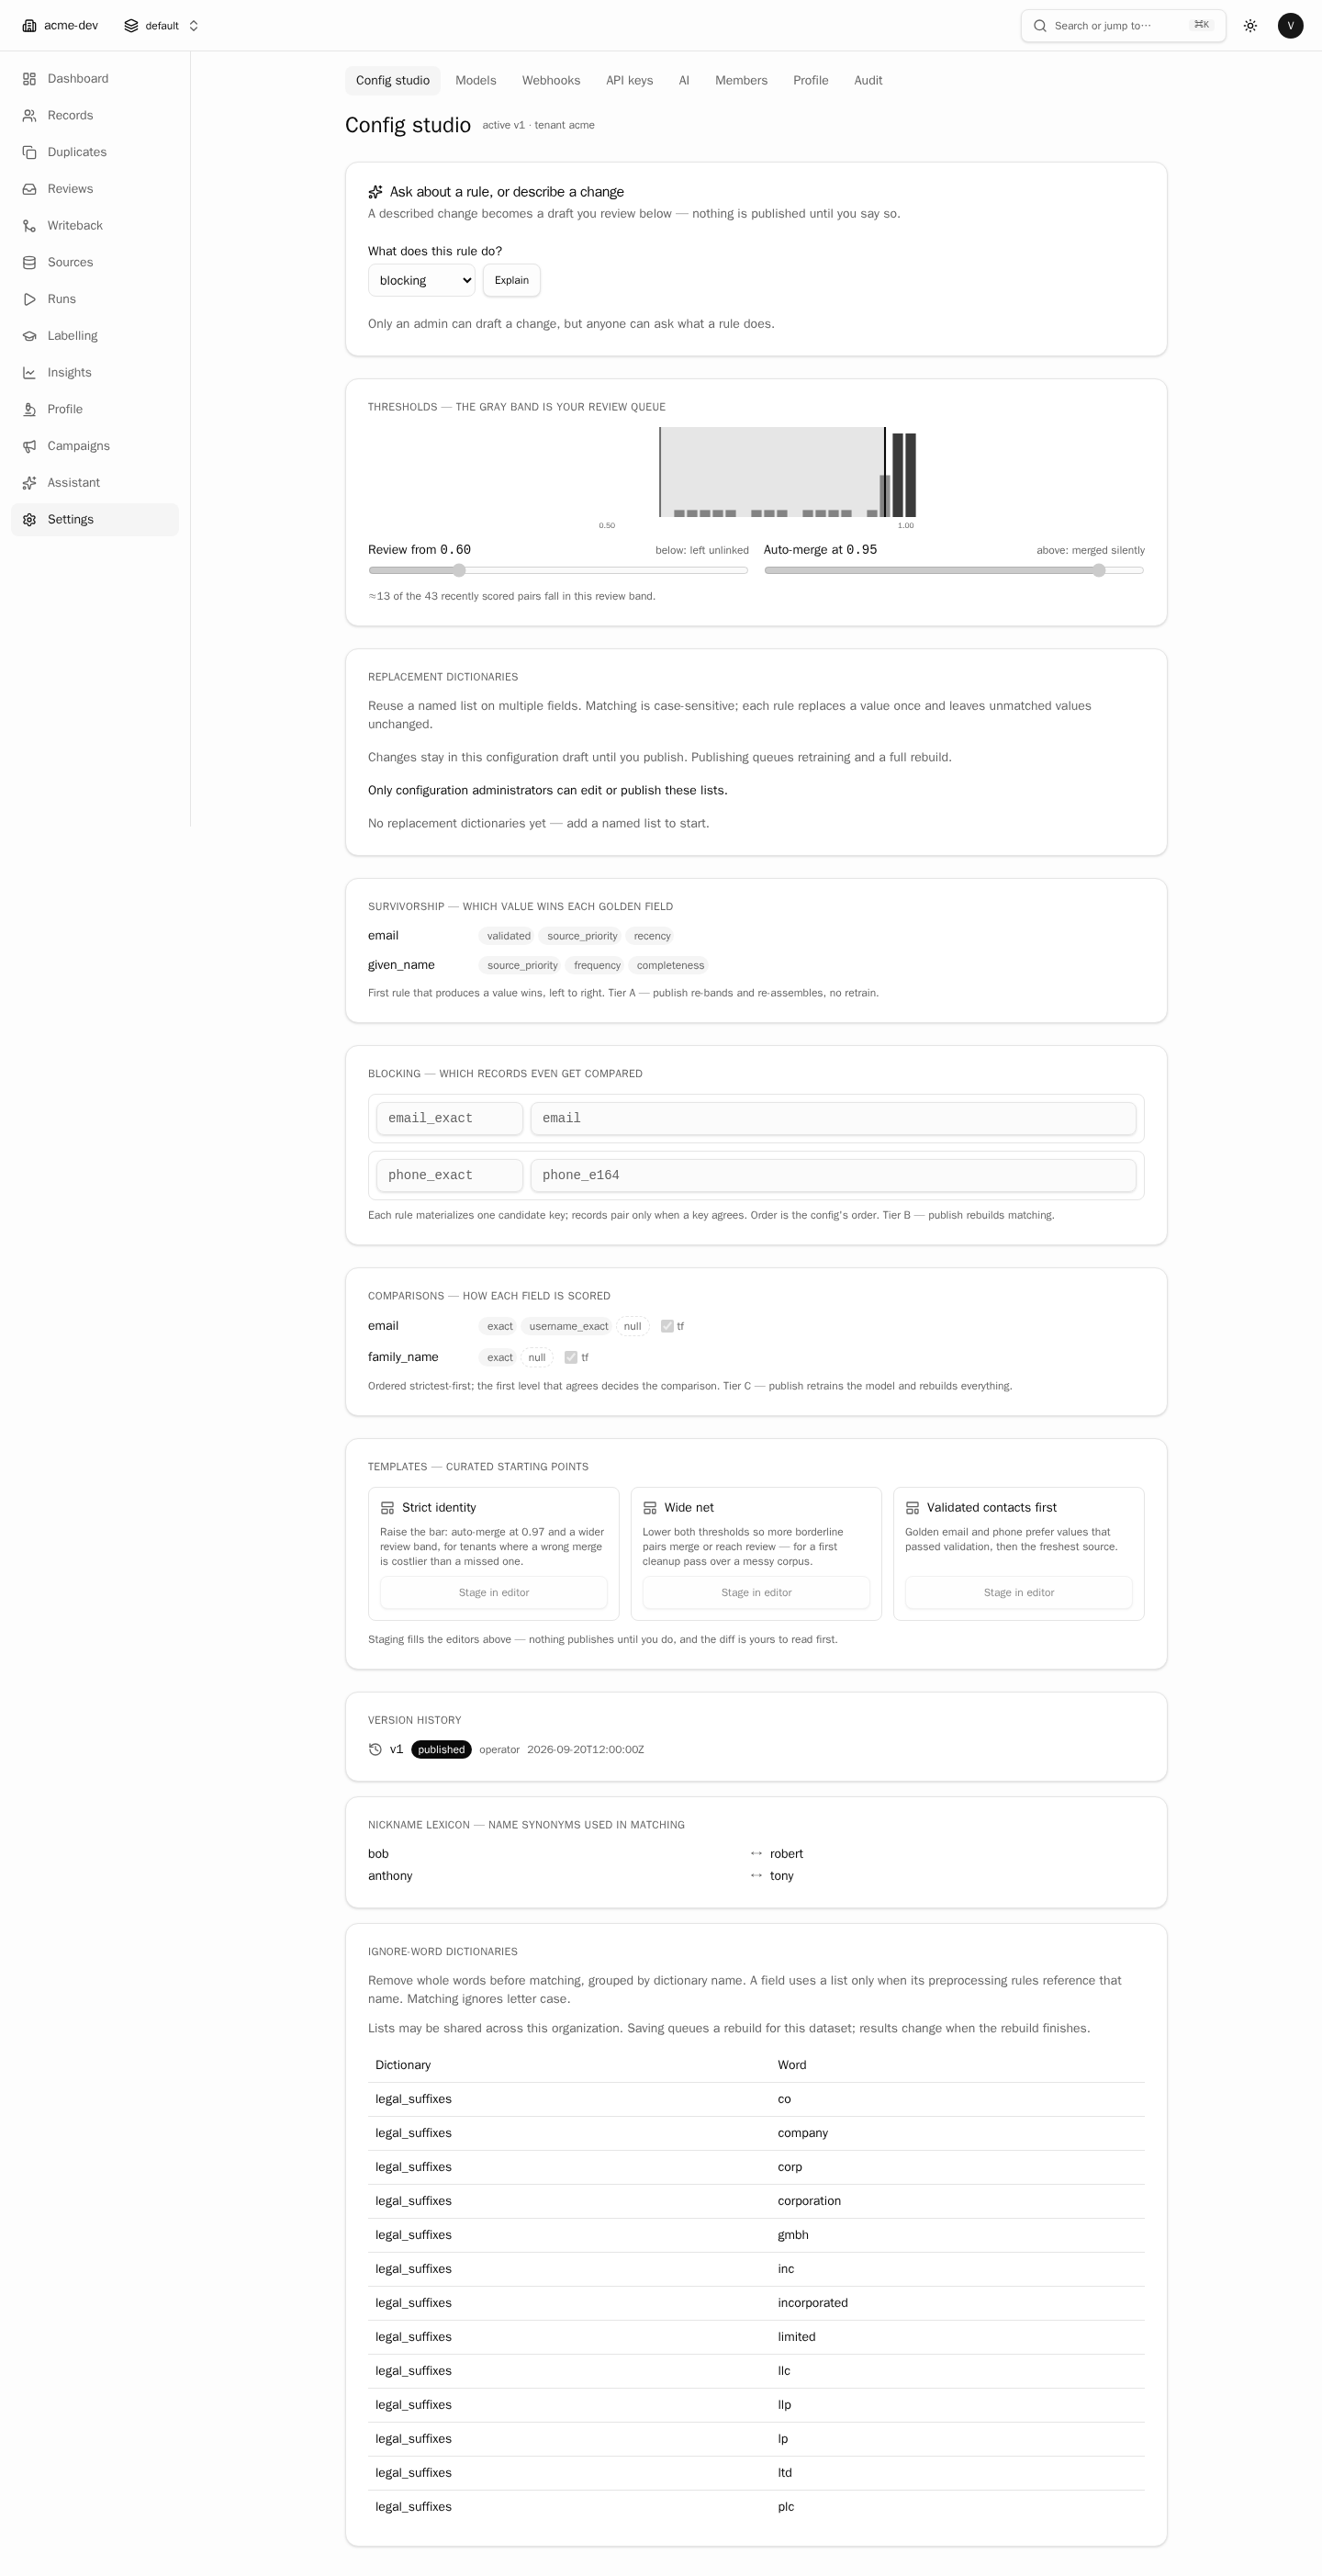 acme-dev
default
Search or jump to…
⌘K
V
Dashboard
Records
Duplicates
Reviews
Writeback
Sources
Runs
Labelling
Insights
Profile
Campaigns
Assistant
Settings
Config studio Models Webhooks API keys AI Members Profile Audit
Config studio active v1 · tenant acme
Ask about a rule, or describe a change
A described change becomes a draft you review below — nothing is published until you say so.
What does this rule do?
blocking Explain
Only an admin can draft a change, but anyone can ask what a rule does.
THRESHOLDS — THE GRAY BAND IS YOUR REVIEW QUEUE
0.50 1.00
Review from 0.60 below: left unlinked Auto-merge at 0.95 above: merged silently
≈13 of the 43 recently scored pairs fall in this review band.
REPLACEMENT DICTIONARIES
Reuse a named list on multiple fields. Matching is case-sensitive; each rule replaces a value once and leaves unmatched values
unchanged.
Changes stay in this configuration draft until you publish. Publishing queues retraining and a full rebuild.
Only configuration administrators can edit or publish these lists.
No replacement dictionaries yet — add a named list to start.
SURVIVORSHIP — WHICH VALUE WINS EACH GOLDEN FIELD
email validated source_priority recency
given_name source_priority frequency completeness
First rule that produces a value wins, left to right. Tier A — publish re-bands and re-assembles, no retrain.
BLOCKING — WHICH RECORDS EVEN GET COMPARED
email_exact email
phone_exact phone_e164
Each rule materializes one candidate key; records pair only when a key agrees. Order is the config's order. Tier B — publish rebuilds matching.
COMPARISONS — HOW EACH FIELD IS SCORED
email exact username_exact null tf
family_name exact null tf
Ordered strictest-first; the first level that agrees decides the comparison. Tier C — publish retrains the model and rebuilds everything.
TEMPLATES — CURATED STARTING POINTS
Strict identity
Raise the bar: auto-merge at 0.97 and a wider
review band, for tenants where a wrong merge
is costlier than a missed one.
Stage in editor
Wide net
Lower both thresholds so more borderline
pairs merge or reach review — for a first
cleanup pass over a messy corpus.
Stage in editor
Validated contacts first
Golden email and phone prefer values that
passed validation, then the freshest source.
Stage in editor
Staging fills the editors above — nothing publishes until you do, and the diff is yours to read first.
VERSION HISTORY
v1 published operator 2026-09-20T12:00:00Z
NICKNAME LEXICON — NAME SYNONYMS USED IN MATCHING
bob ↔ robert
anthony ↔ tony
IGNORE-WORD DICTIONARIES
Remove whole words before matching, grouped by dictionary name. A field uses a list only when its preprocessing rules reference that
name. Matching ignores letter case.
Lists may be shared across this organization. Saving queues a rebuild for this dataset; results change when the rebuild finishes.
Dictionary Word
legal_suffixes co
legal_suffixes company
legal_suffixes corp
legal_suffixes corporation
legal_suffixes gmbh
legal_suffixes inc
legal_suffixes incorporated
legal_suffixes limited
legal_suffixes llc
legal_suffixes llp
legal_suffixes lp
legal_suffixes ltd
legal_suffixes plc